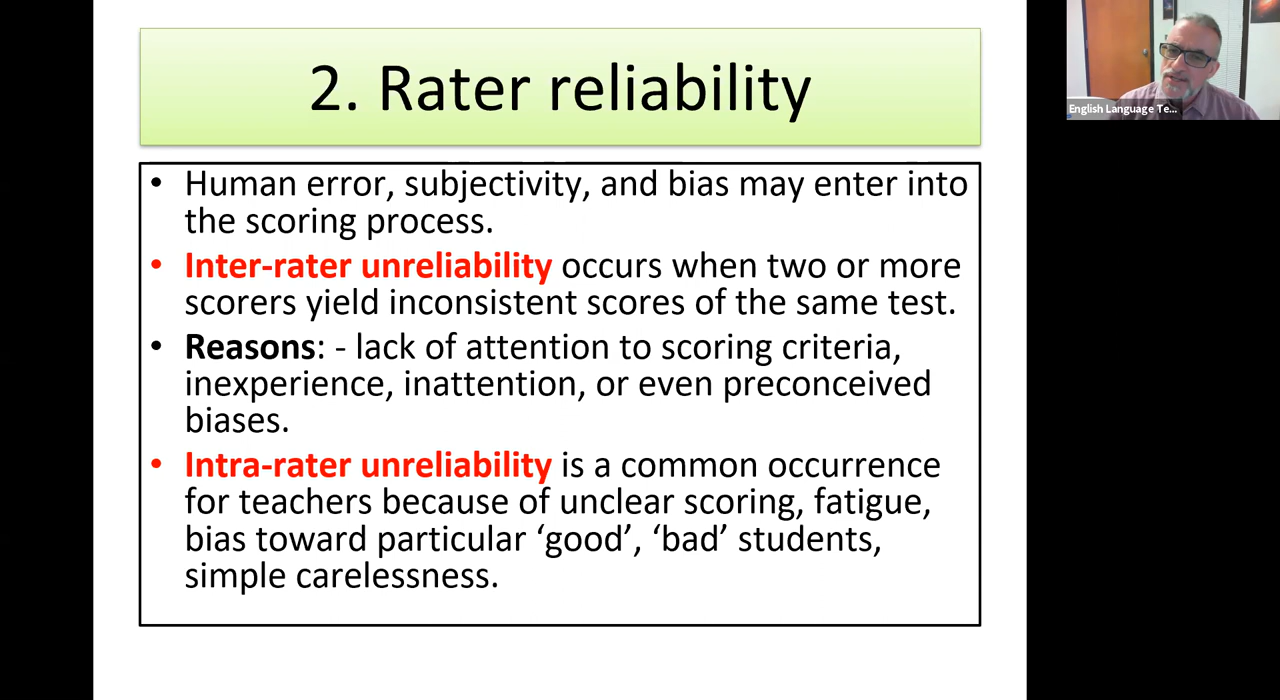 2. Rater reliability
English Language Te...
• Human error, subjectivity, and bias may enter into
the scoring process.
• Inter-rater unreliability occurs when two or more
scorers yield inconsistent scores of the same test.
• Reasons: - lack of attention to scoring criteria,
inexperience, inattention, or even preconceived
biases.
• Intra-rater unreliability is a common occurrence
for teachers because of unclear scoring, fatigue,
bias toward particular ‘good’, ‘bad’ students,
simple carelessness.